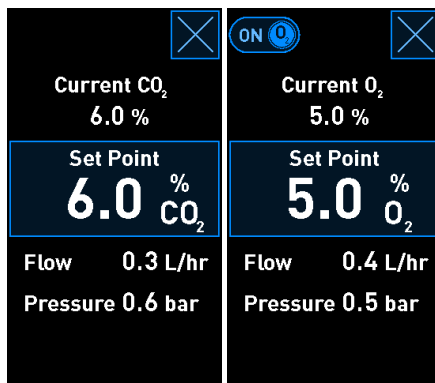 Current CO₂
6.0 %
Set Point
6.0 % CO₂
Flow 0.3 L/hr
Pressure 0.6 bar
ON O₂
Current O₂
5.0 %
Set Point
5.0 % O₂
Flow 0.4 L/hr
Pressure 0.5 bar